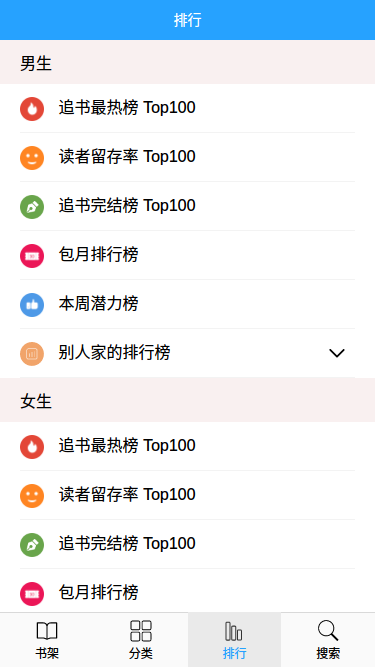 排行
男生
追书最热榜 Top100
读者留存率 Top100
追书完结榜 Top100
包月排行榜
本周潜力榜
别人家的排行榜
女生
追书最热榜 Top100
读者留存率 Top100
追书完结榜 Top100
包月排行榜
书架
分类
排行
搜索